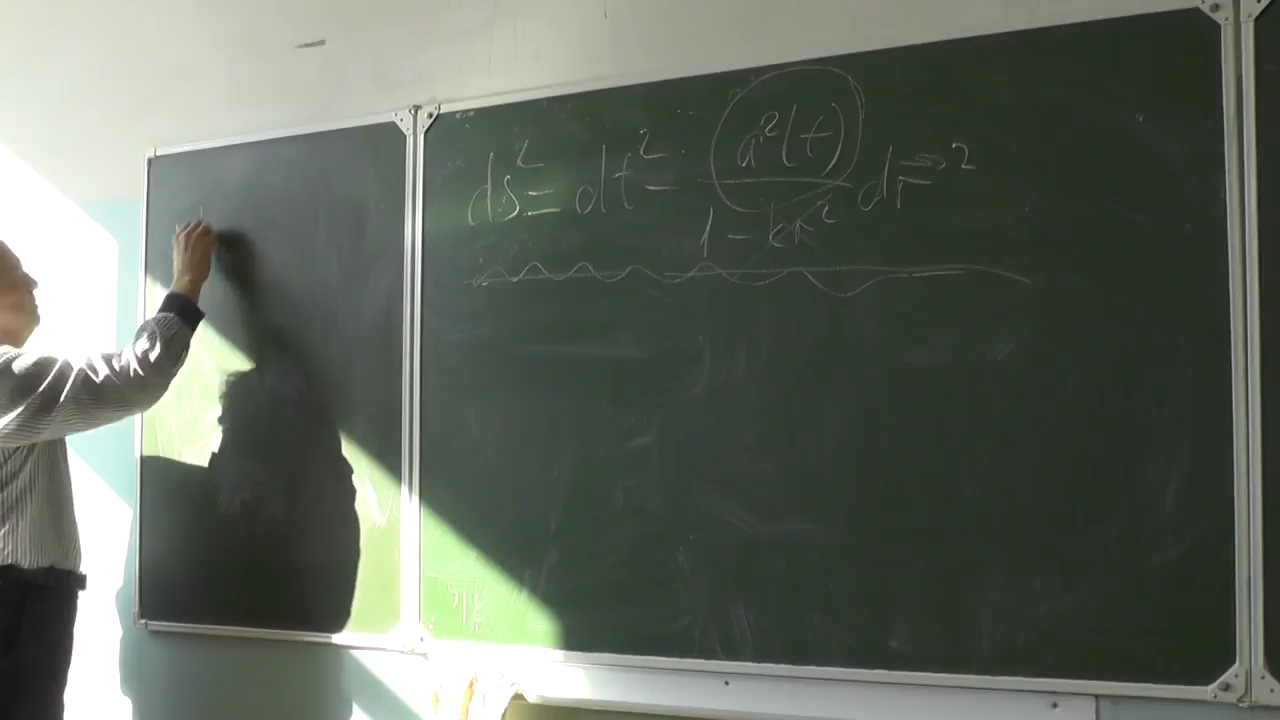 ds² = dt² - a²(t) / (1 - kr²) dr⃗²